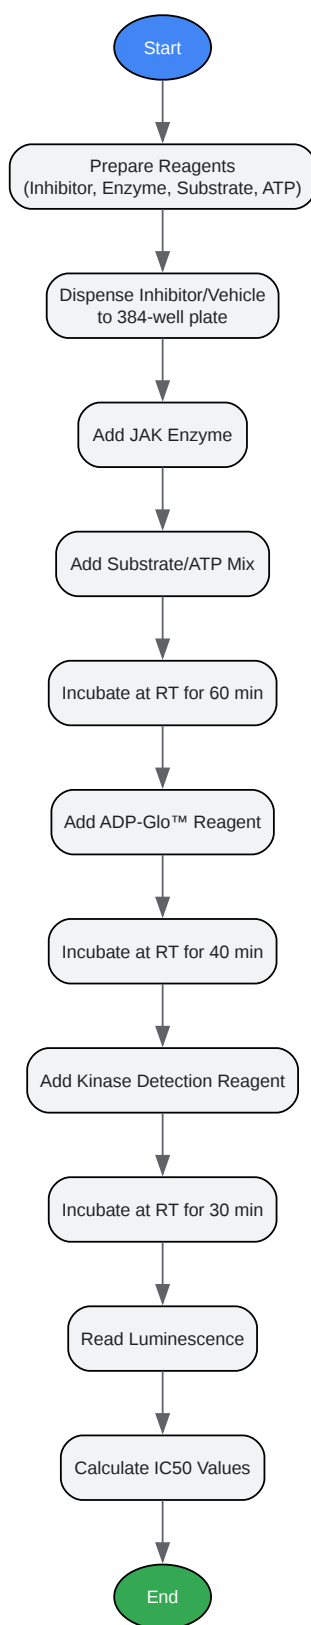 Start
Prepare Reagents
(Inhibitor, Enzyme, Substrate, ATP)
Dispense Inhibitor/Vehicle
to 384-well plate
Add JAK Enzyme
Add Substrate/ATP Mix
Incubate at RT for 60 min
Add ADP-Glo™ Reagent
Incubate at RT for 40 min
Add Kinase Detection Reagent
Incubate at RT for 30 min
Read Luminescence
Calculate IC50 Values
End